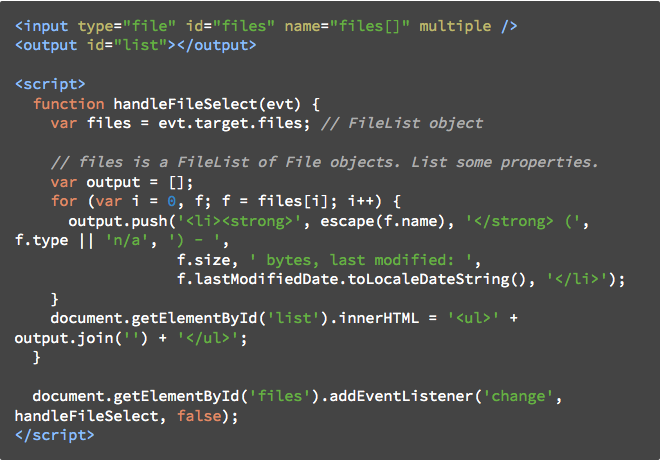 <input type="file" id="files" name="files[]" multiple />
<output id="list"></output>

<script>
  function handleFileSelect(evt) {
    var files = evt.target.files; // FileList object

    // files is a FileList of File objects. List some properties.
    var output = [];
    for (var i = 0, f; f = files[i]; i++) {
      output.push('<li><strong>', escape(f.name), '</strong> (',
f.type || 'n/a', ') - ',
                  f.size, ' bytes, last modified: ',
                  f.lastModifiedDate.toLocaleDateString(), '</li>');
    }
    document.getElementById('list').innerHTML = '<ul>' +
output.join('') + '</ul>';
  }

  document.getElementById('files').addEventListener('change',
handleFileSelect, false);
</script>